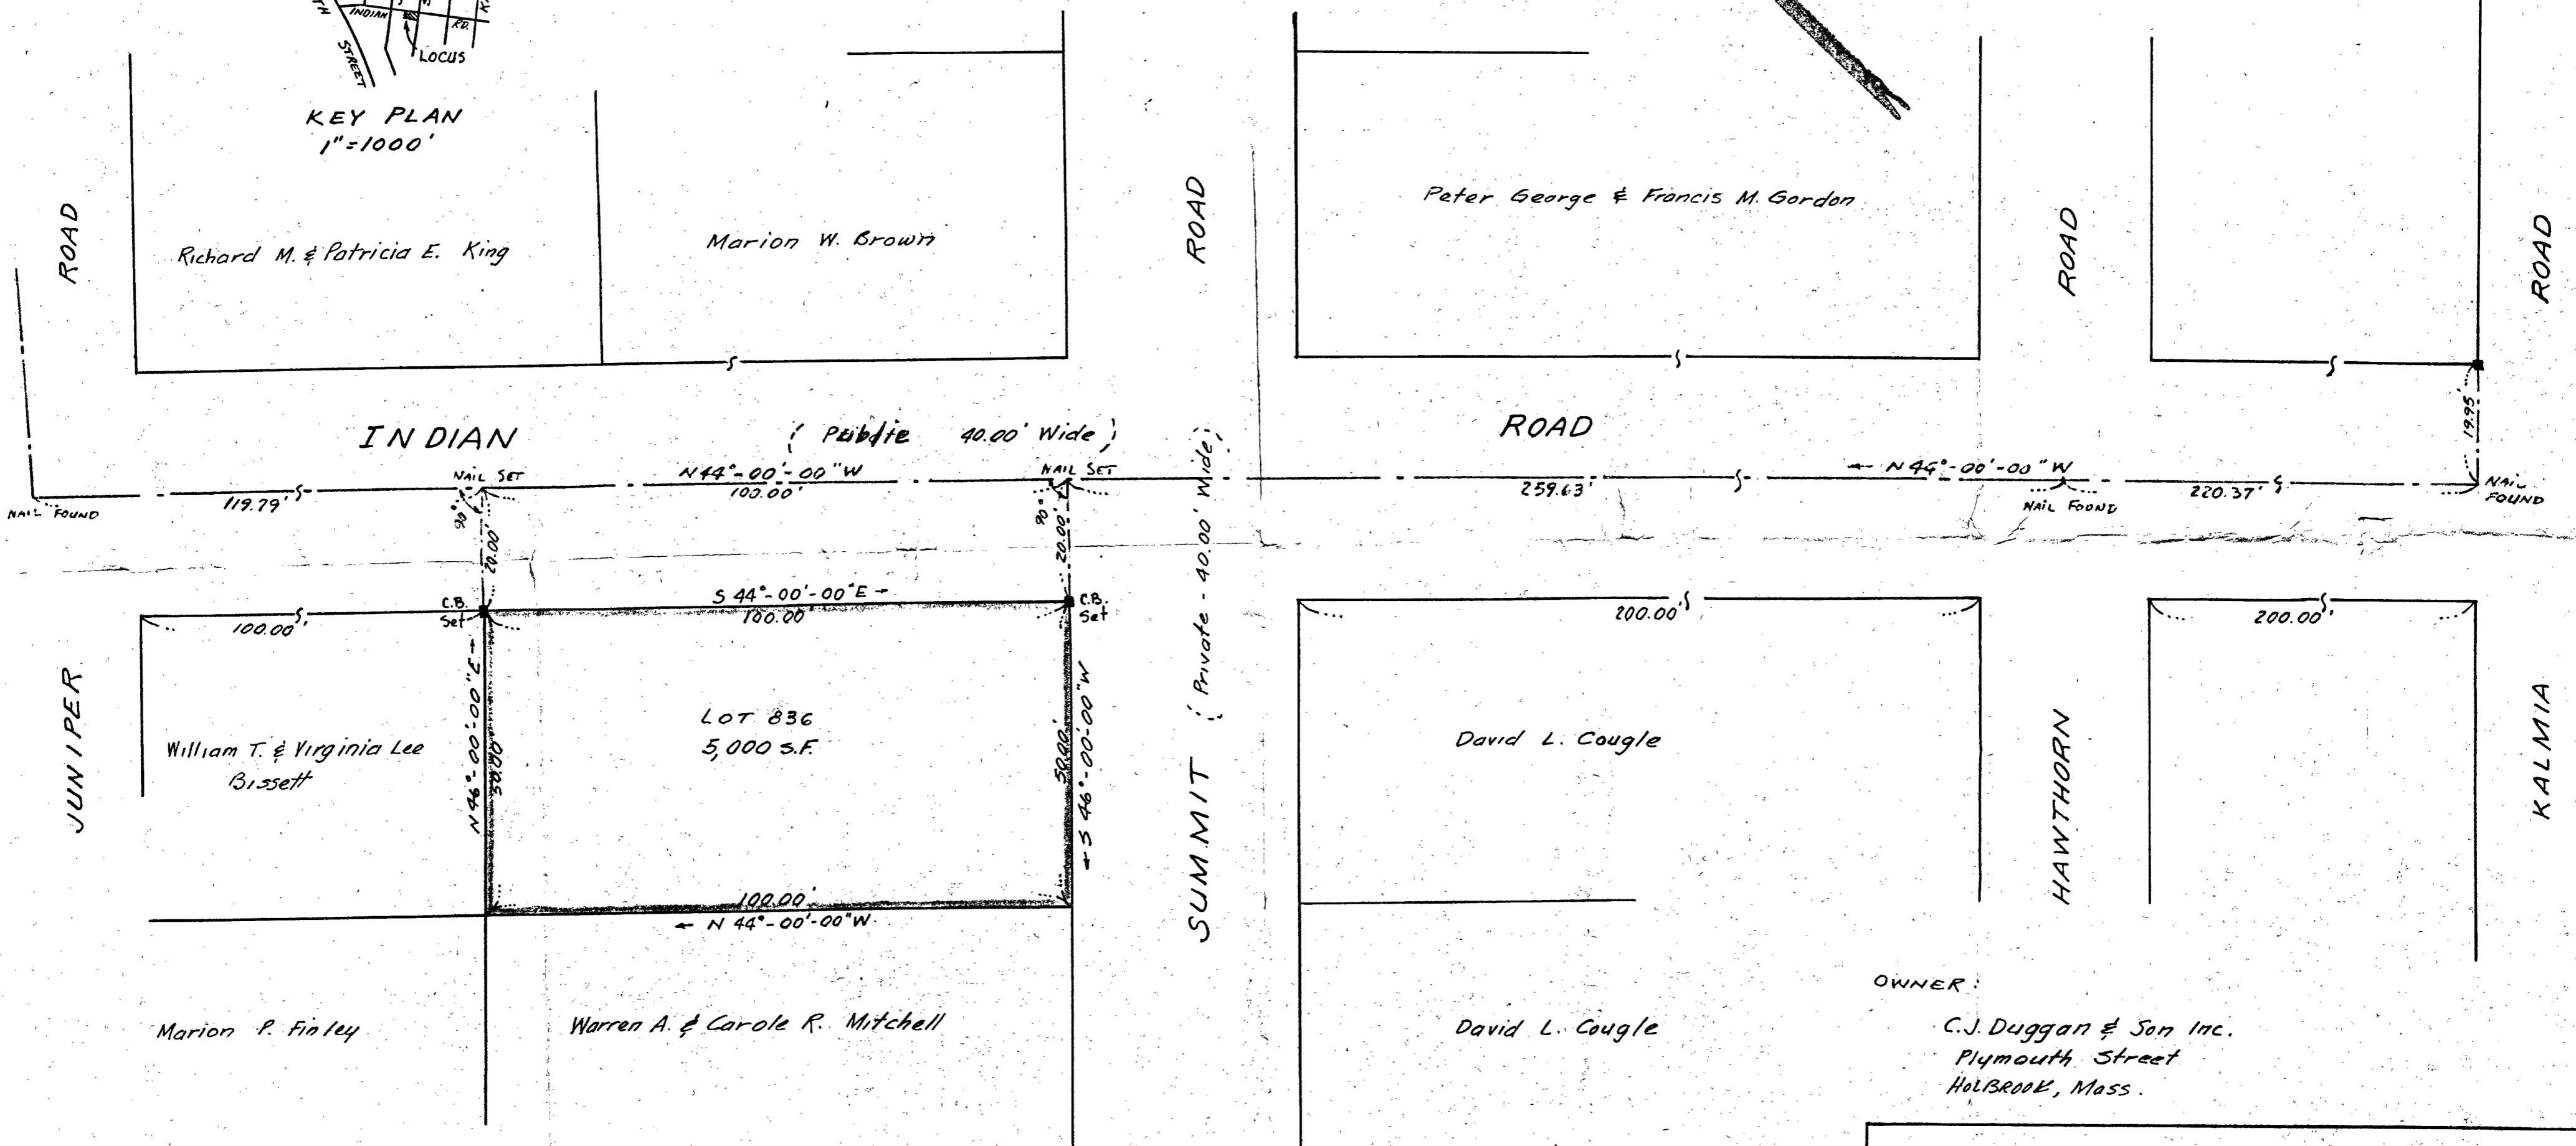 TH
STREET
INDIAN
RD.
K
LOCUS
KEY PLAN
1"=1000'
ROAD
Richard M. & Patricia E. King
Marion W. Brown
ROAD
Peter George & Francis M. Gordon
ROAD
ROAD
INDIAN
( Public 40.00' Wide )
ROAD
19.95'
NAIL FOUND
119.79'
NAIL SET
N44°-00'-00"W
100.00'
NAIL SET
259.63'
← N 44°-00'-00"W
NAIL FOUND
220.37'
NAIL
FOUND
90°
20.00'
90°
20.00'
( Private - 40.00' Wide )
C.B.
Set
S 44°-00'-00"E →
100.00'
C.B.
Set
100.00'
200.00'
200.00'
JUNIPER
William T. & Virginia Lee
Bissett
N 46°-00'-00"E →
50.00'
LOT 836
5,000 S.F.
50.00'
← S 46°-00'-00"W
SUMMIT
David L. Cougle
HAWTHORN
KALMIA
100.00'
← N 44°-00'-00"W
Marion P. Finley
Warren A. & Carole R. Mitchell
David L. Cougle
OWNER:
C.J. Duggan & Son Inc.
Plymouth Street
HOLBROOK, Mass.